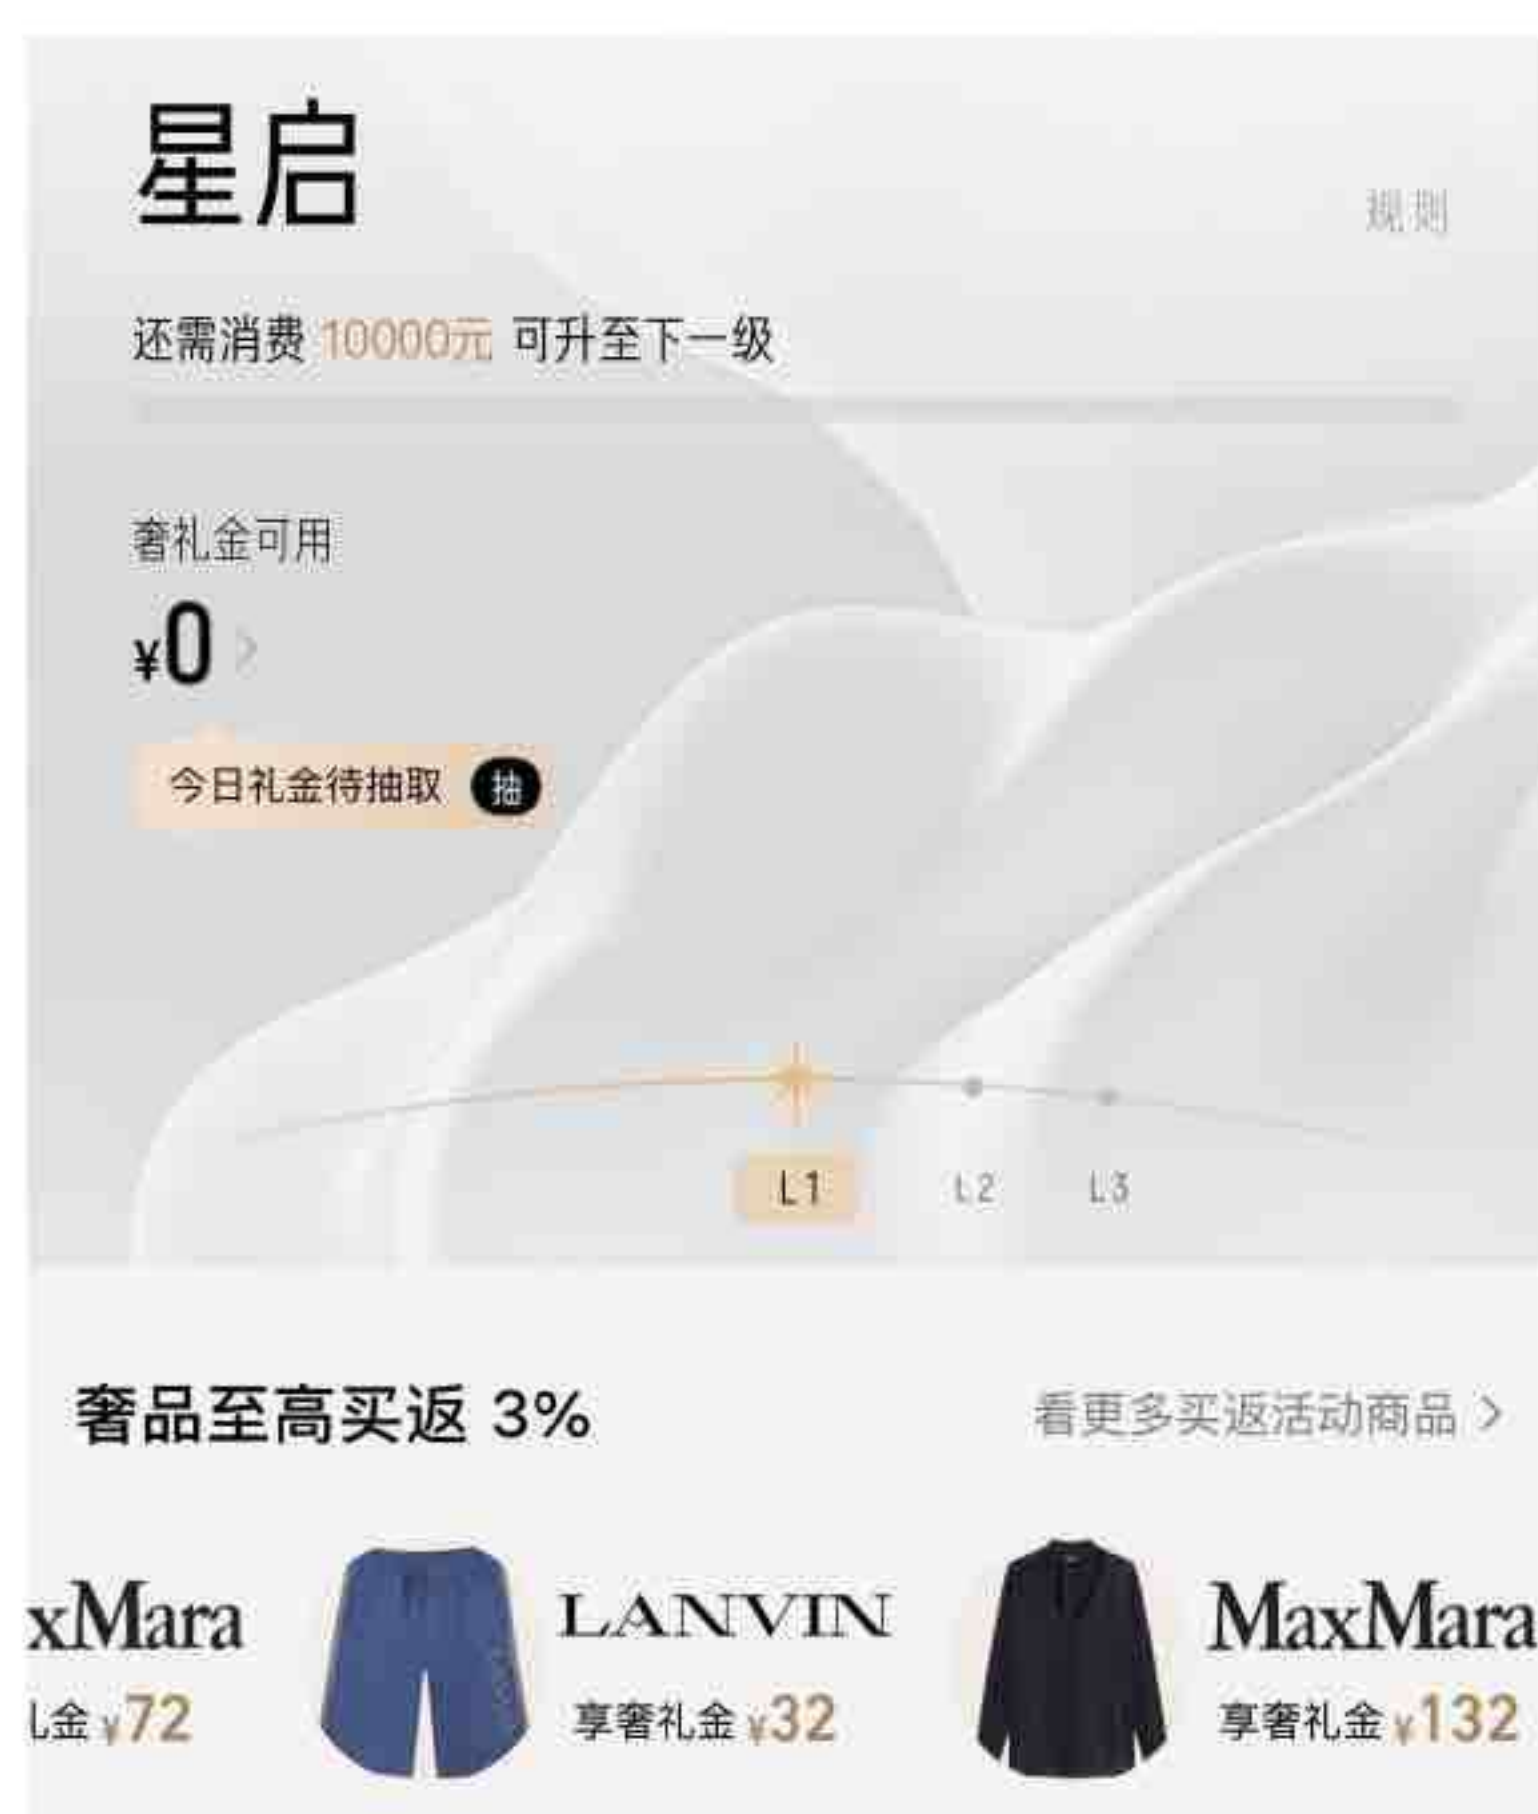 星启
规则
还需消费 10000元 可升至下一级
奢礼金可用
¥0
今日礼金待抽取 抽
L1 L2 L3
奢品至高买返 3%
看更多买返活动商品 >
xMara
礼金 ¥72
LANVIN
享奢礼金 ¥32
MaxMara
享奢礼金 ¥132